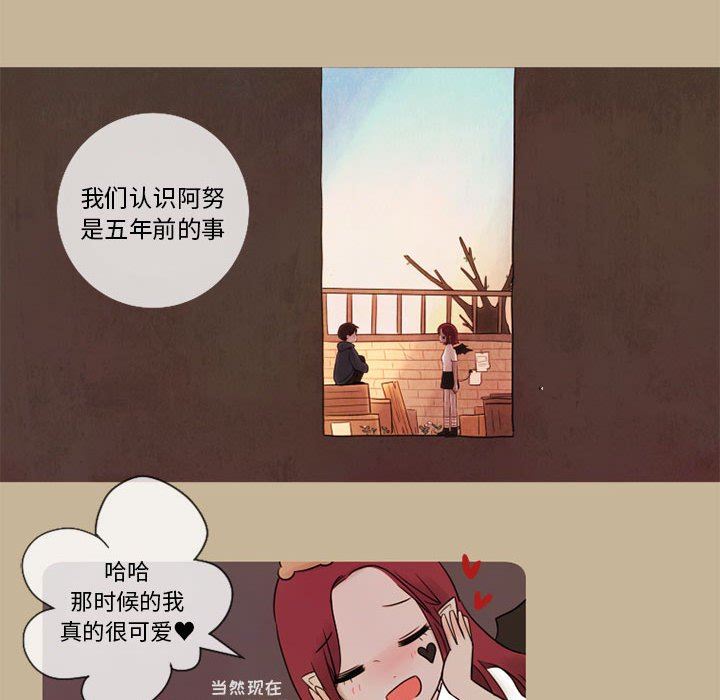 我们认识阿努
是五年前的事
哈哈
那时候的我
真的很可爱♥
当然现在